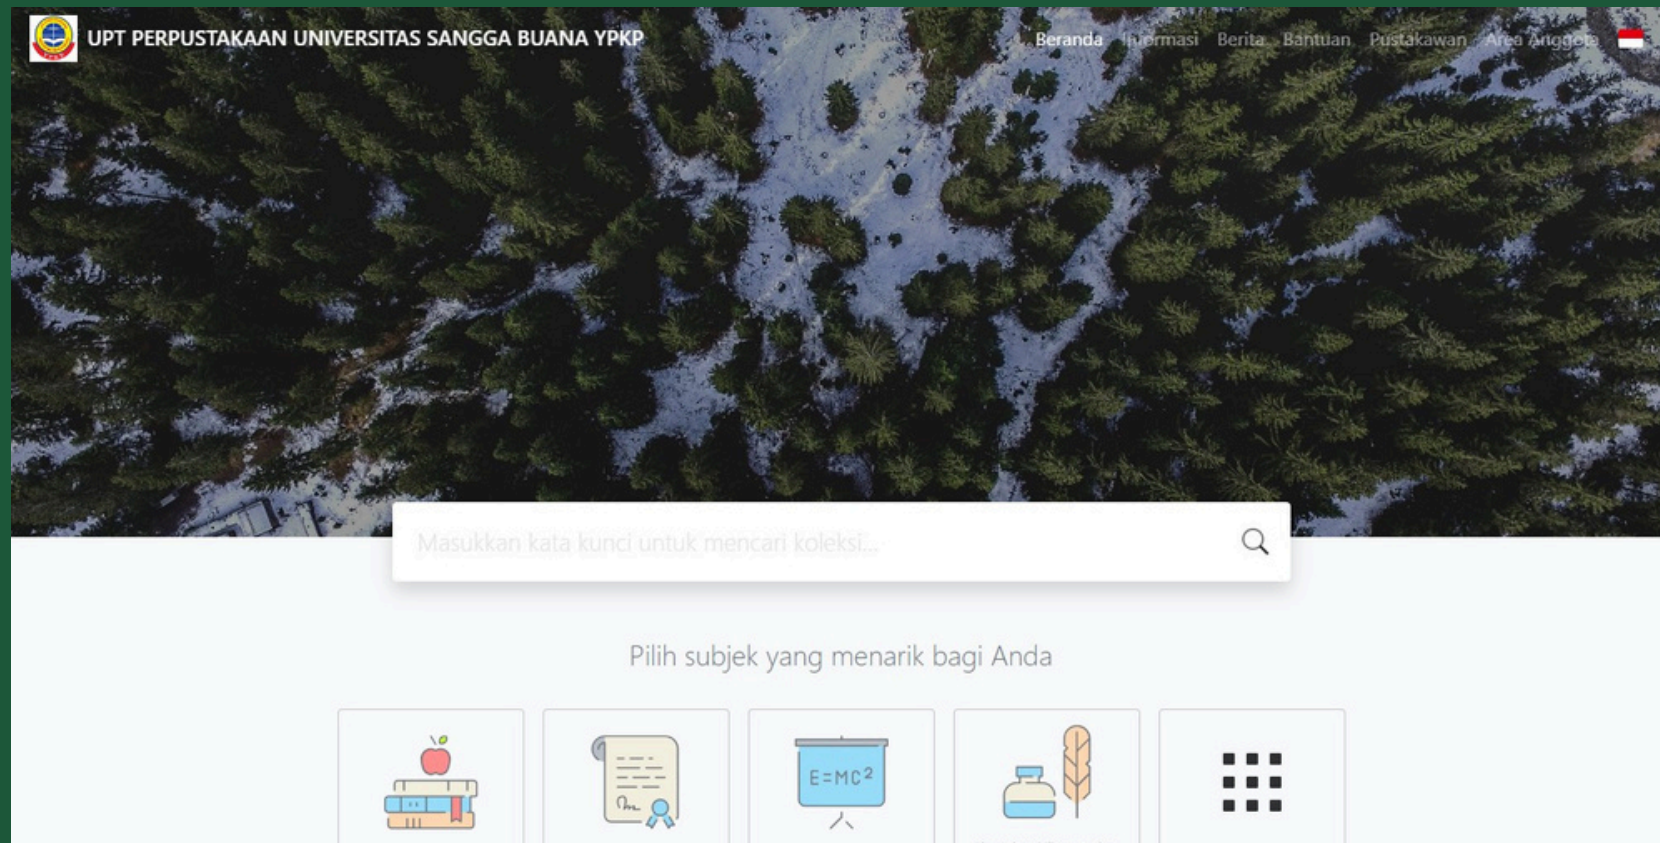 UPT PERPUSTAKAAN UNIVERSITAS SANGGA BUANA YPKP
Beranda Informasi Berita Bantuan Pustakawan Area Anggota
Masukkan kata kunci untuk mencari koleksi...
Pilih subjek yang menarik bagi Anda
E=MC²